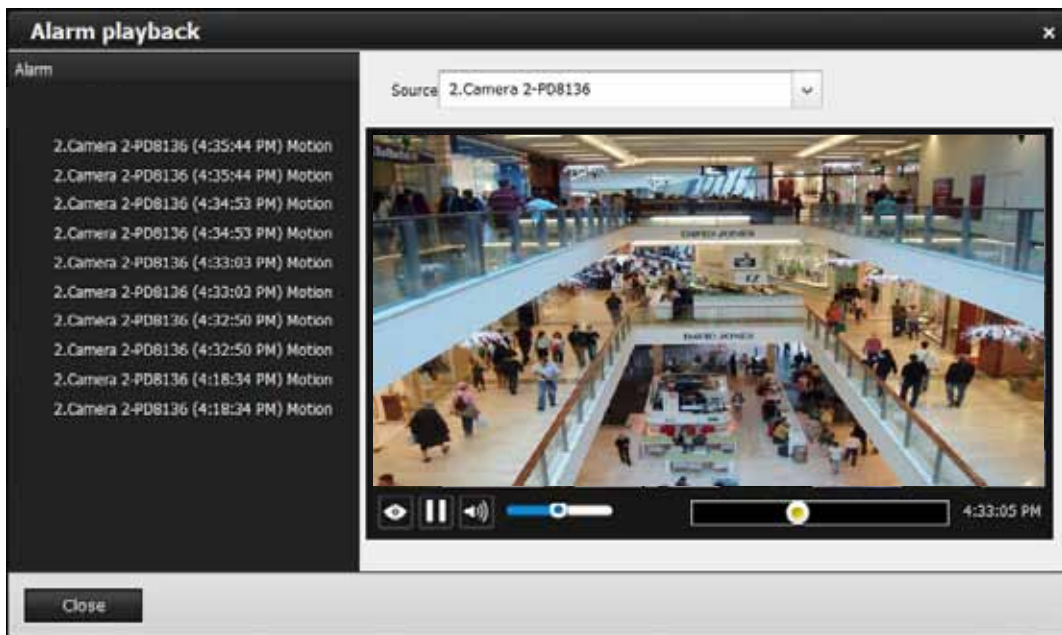 Alarm playback
Alarm
Source 2.Camera 2-PD8136
2.Camera 2-PD8136 (4:35:44 PM) Motion
2.Camera 2-PD8136 (4:35:44 PM) Motion
2.Camera 2-PD8136 (4:34:53 PM) Motion
2.Camera 2-PD8136 (4:34:53 PM) Motion
2.Camera 2-PD8136 (4:33:03 PM) Motion
2.Camera 2-PD8136 (4:33:03 PM) Motion
2.Camera 2-PD8136 (4:32:50 PM) Motion
2.Camera 2-PD8136 (4:32:50 PM) Motion
2.Camera 2-PD8136 (4:18:34 PM) Motion
2.Camera 2-PD8136 (4:18:34 PM) Motion
DAVID JONES
DAVID JONES
4:33:05 PM
Close